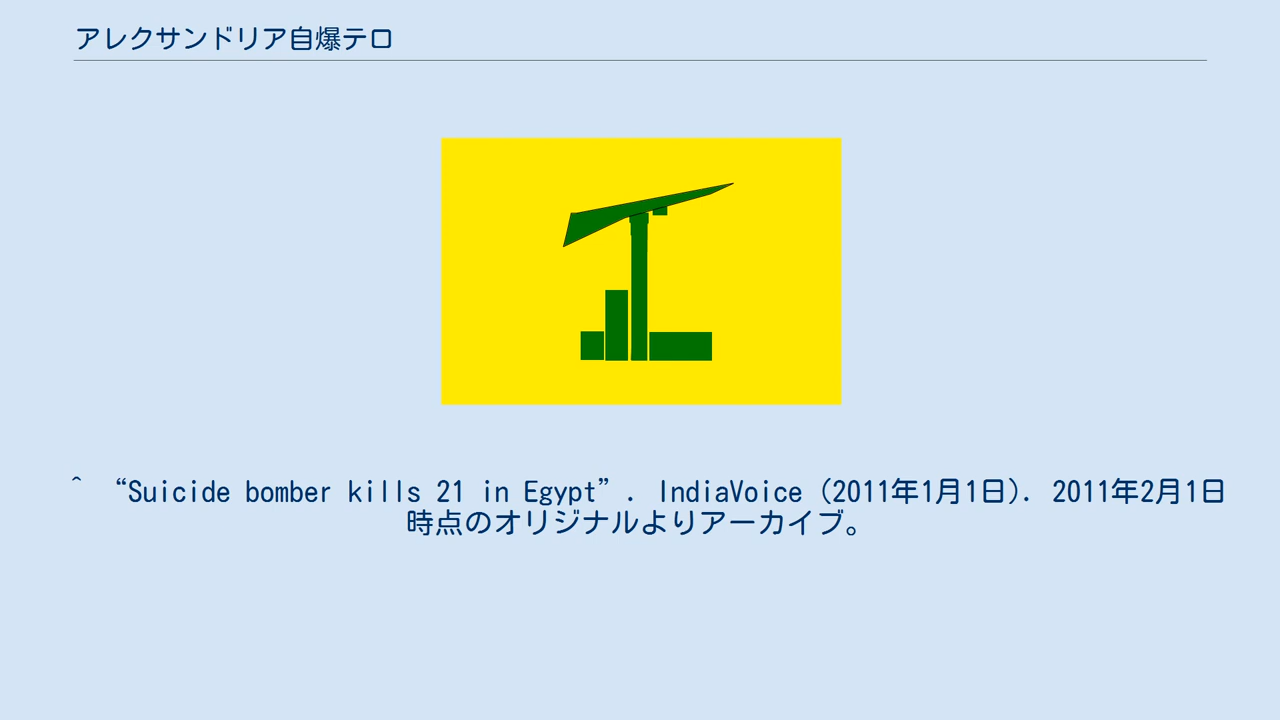 アレクサンドリア自爆テロ
^ “Suicide bomber kills 21 in Egypt”. IndiaVoice (2011年1月1日). 2011年2月1日
時点のオリジナルよりアーカイブ。